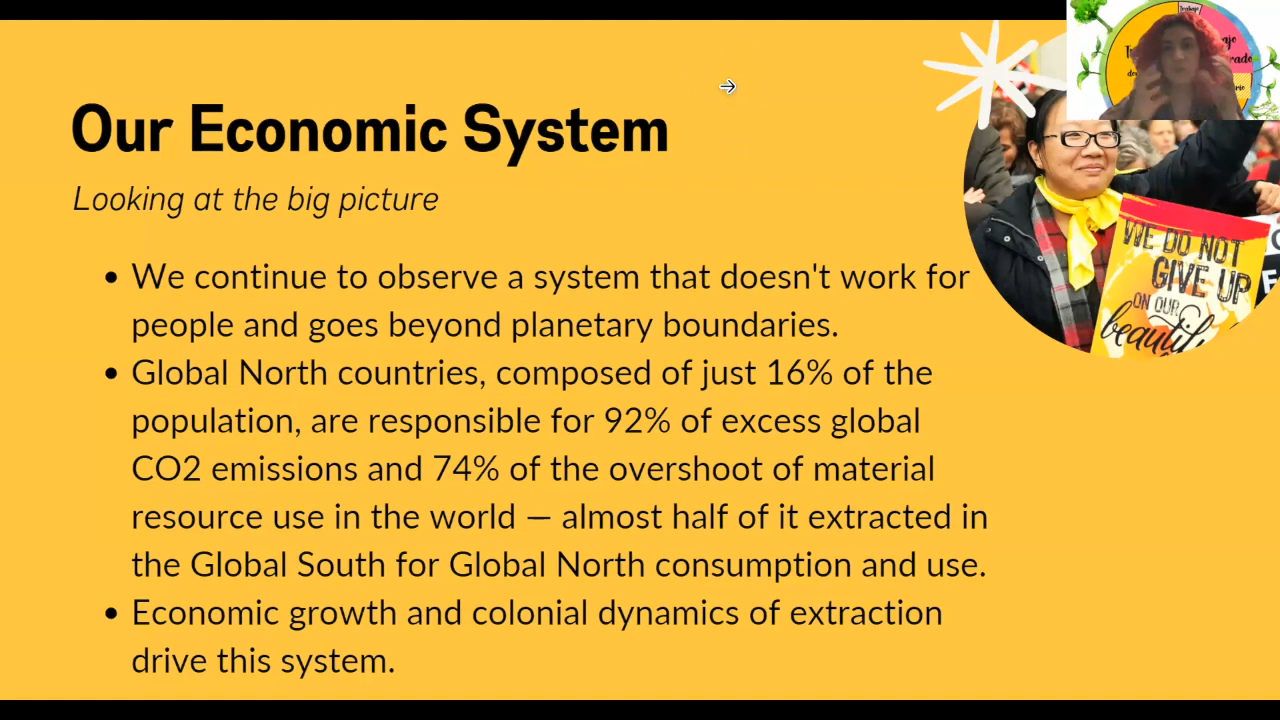 Our Economic System
Looking at the big picture
• We continue to observe a system that doesn't work for
people and goes beyond planetary boundaries.
• Global North countries, composed of just 16% of the
population, are responsible for 92% of excess global
CO2 emissions and 74% of the overshoot of material
resource use in the world — almost half of it extracted in
the Global South for Global North consumption and use.
• Economic growth and colonial dynamics of extraction
drive this system.
WE DO NOT
GIVE UP
ON OUR
beautiful